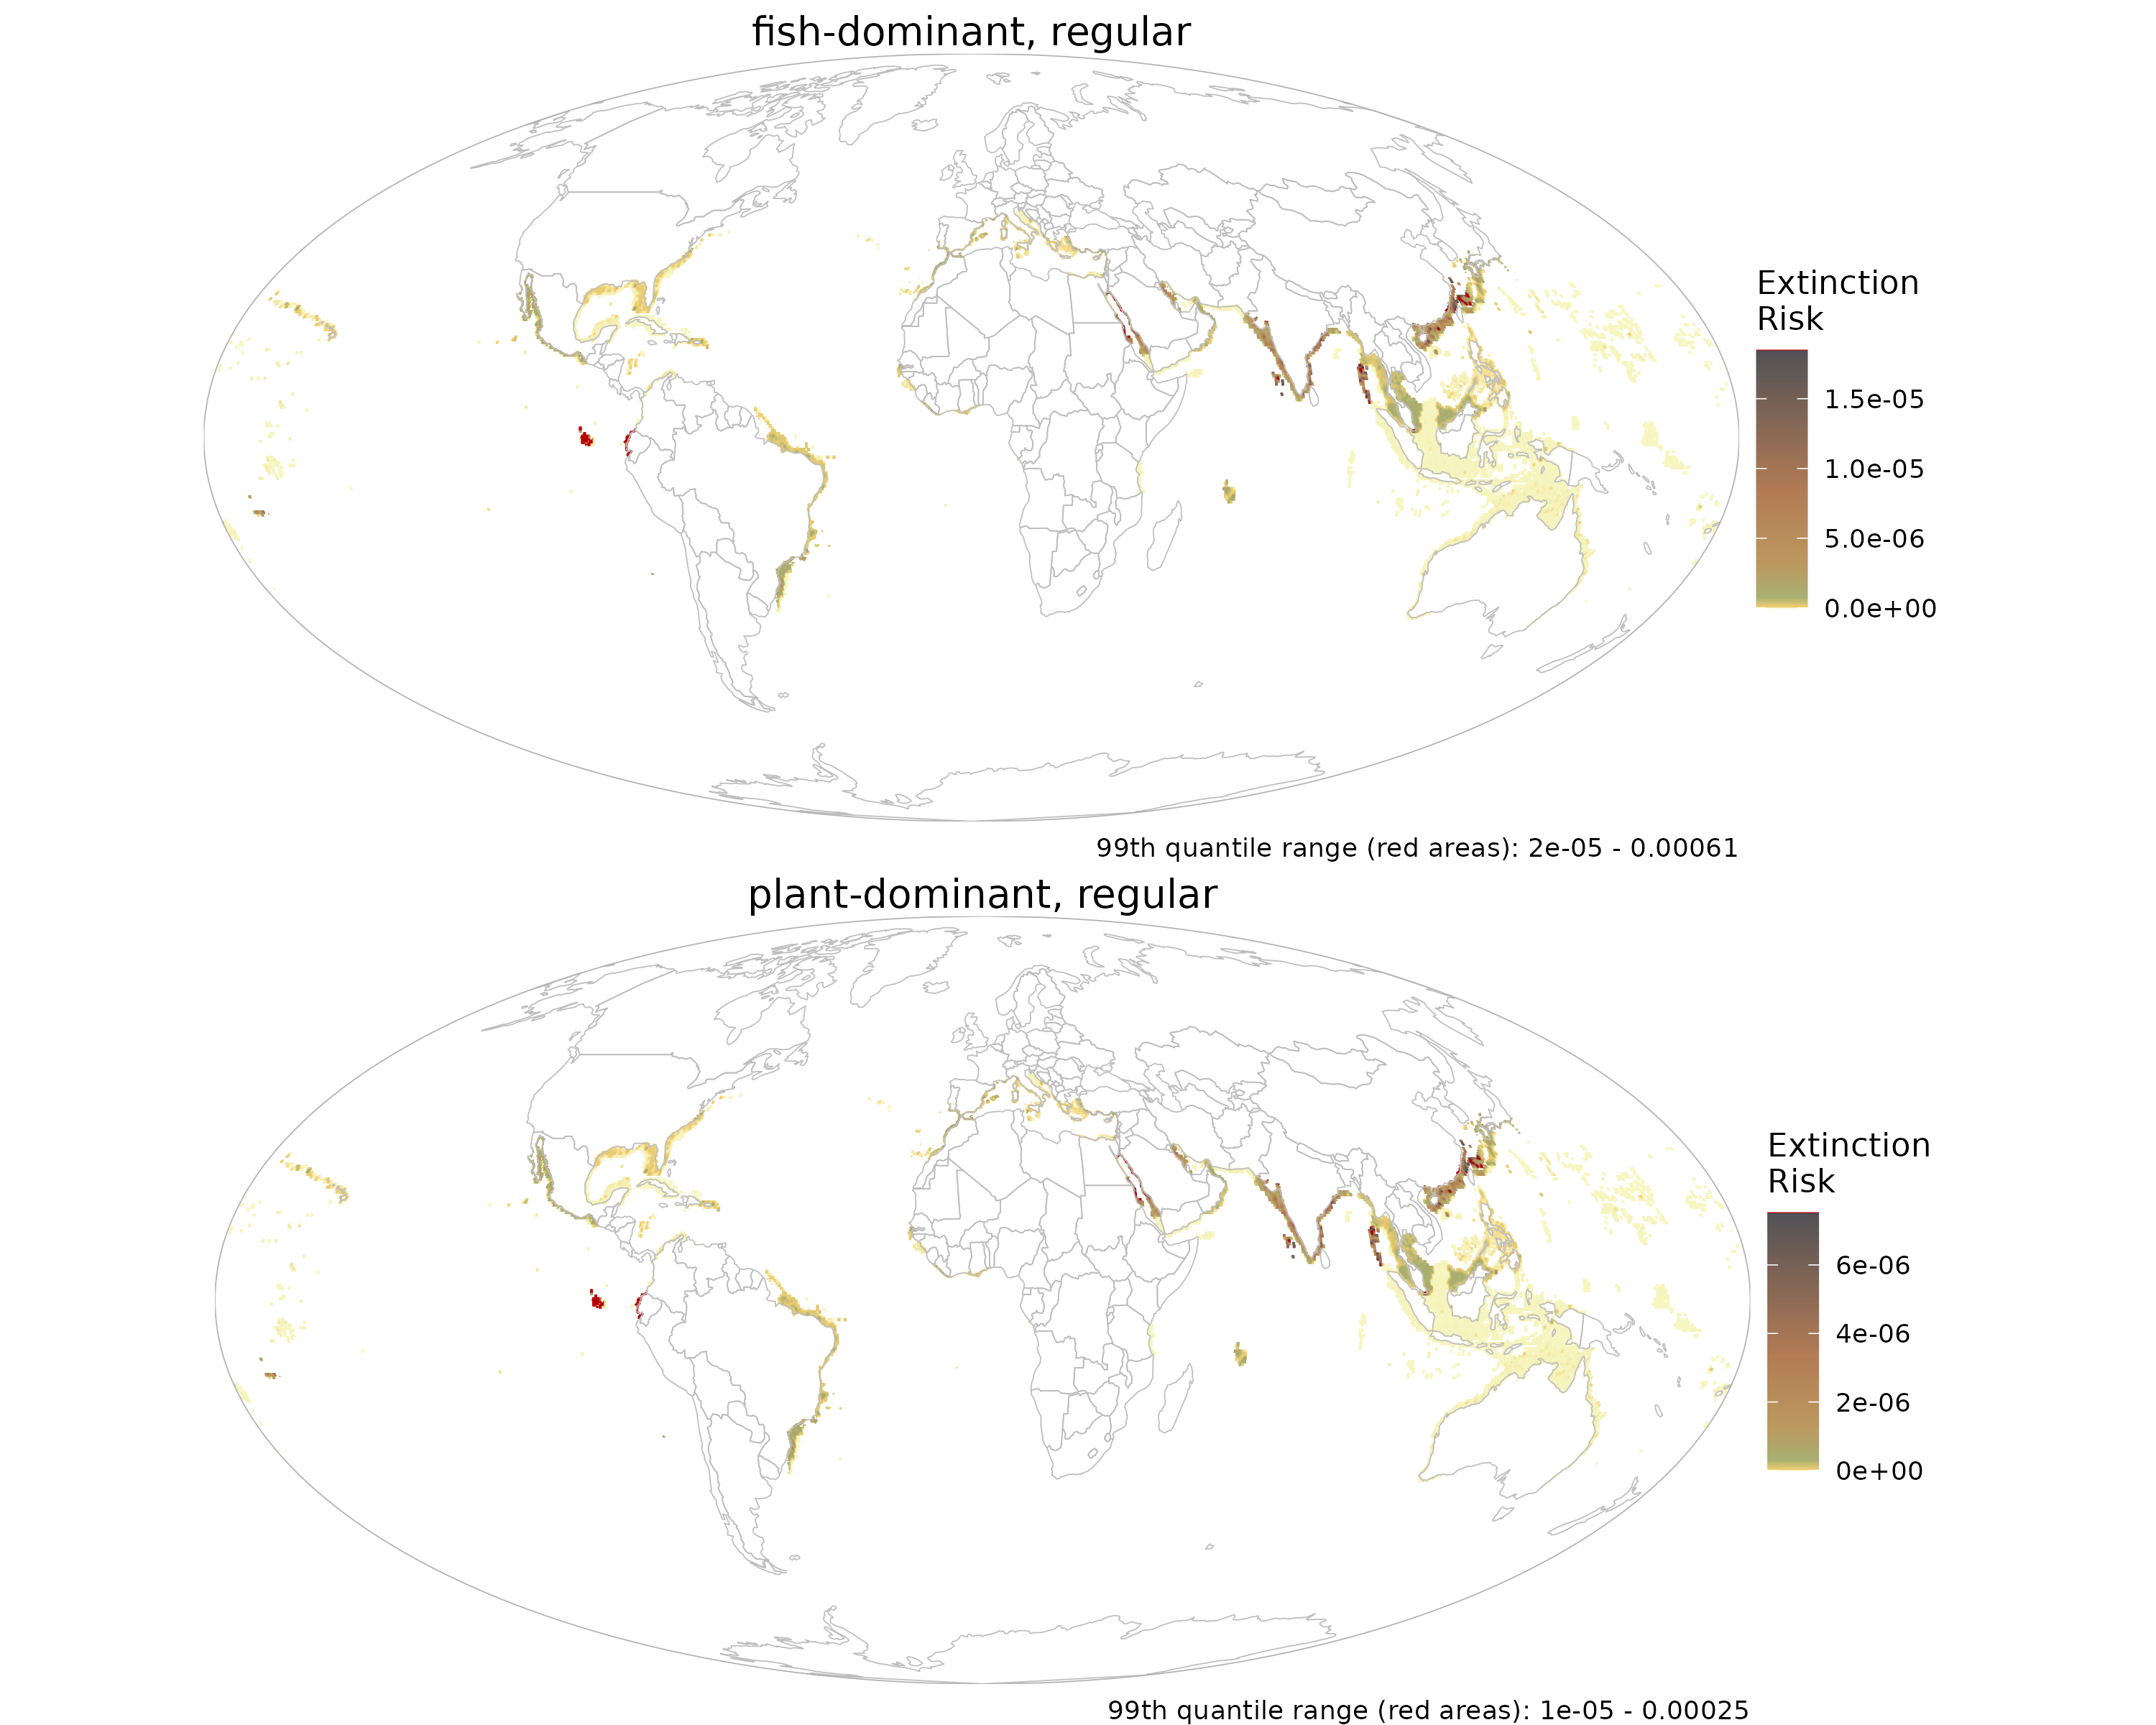 fish-dominant, regular
Extinction
Risk
1.5e-05
1.0e-05
5.0e-06
0.0e+00
99th quantile range (red areas): 2e-05 - 0.00061
plant-dominant, regular
Extinction
Risk
6e-06
4e-06
2e-06
0e+00
99th quantile range (red areas): 1e-05 - 0.00025